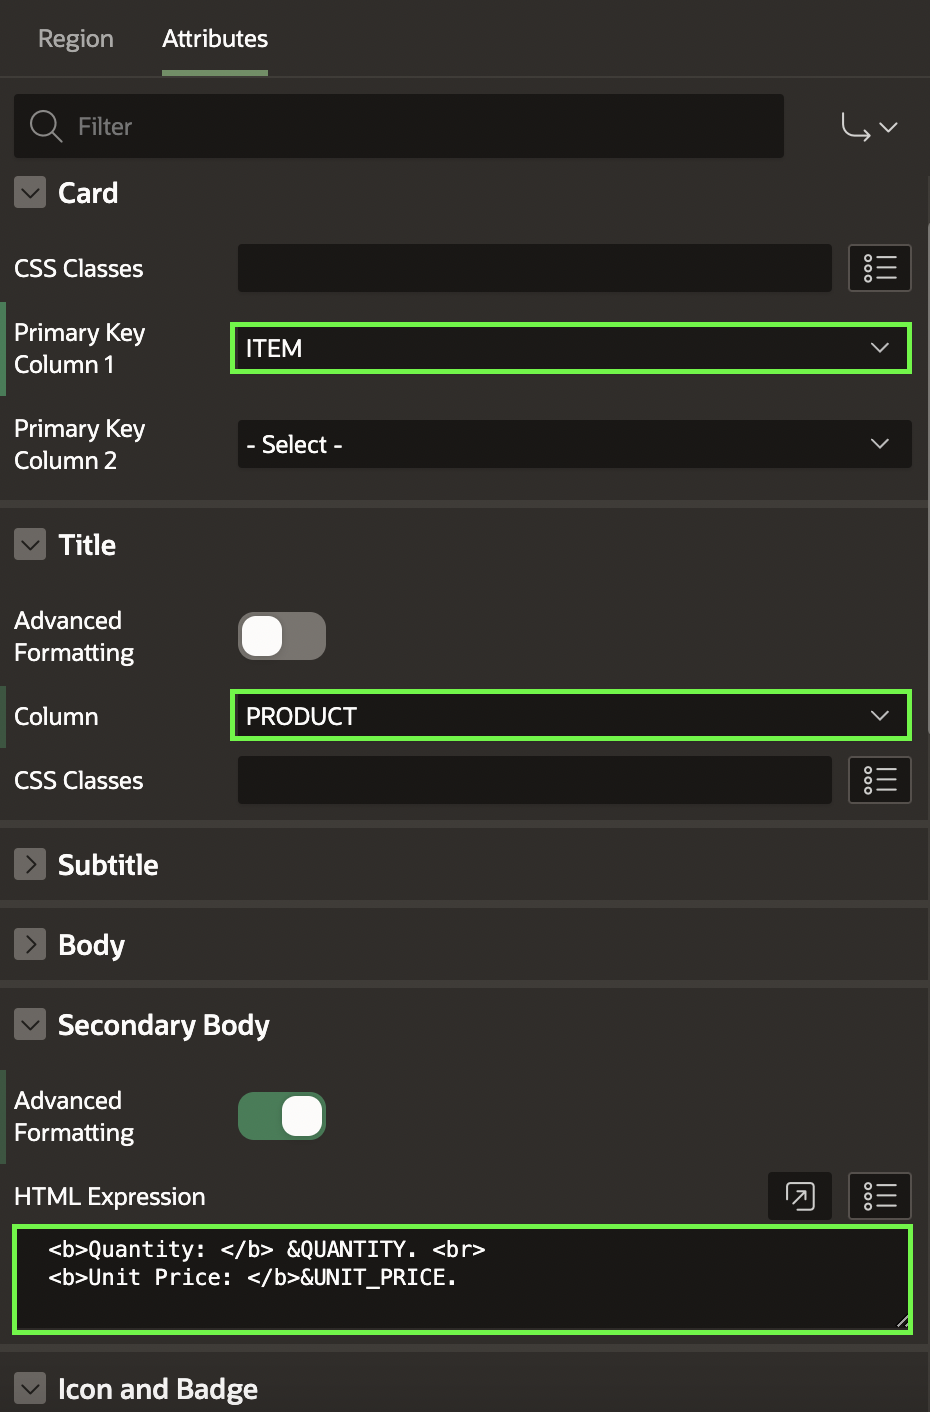 Region Attributes
Filter
Card
CSS Classes
Primary Key
Column 1
ITEM
Primary Key
Column 2
- Select -
Title
Advanced
Formatting
Column
PRODUCT
CSS Classes
Subtitle
Body
Secondary Body
Advanced
Formatting
HTML Expression
<b>Quantity: </b> &QUANTITY. <br>
<b>Unit Price: </b>&UNIT_PRICE.
Icon and Badge